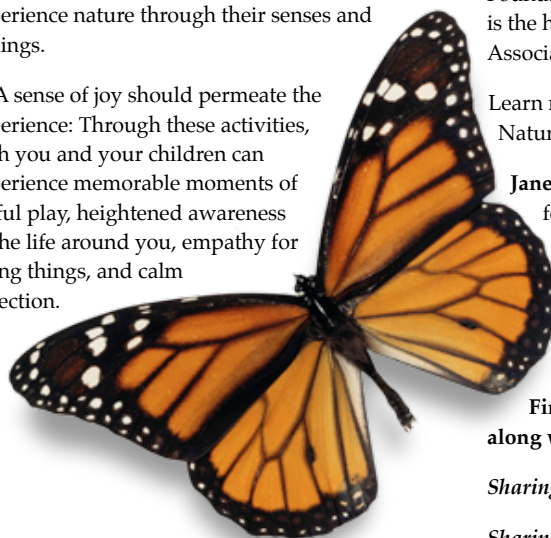 erience nature through their senses and
ings.
A sense of joy should permeate the
erience: Through these activities,
h you and your children can
erience memorable moments of
ful play, heightened awareness
he life around you, empathy for
ng things, and calm
ection.
is the h
Associa
Learn
Natur
Jane
fo
Fir
along w
Sharing
Sharing